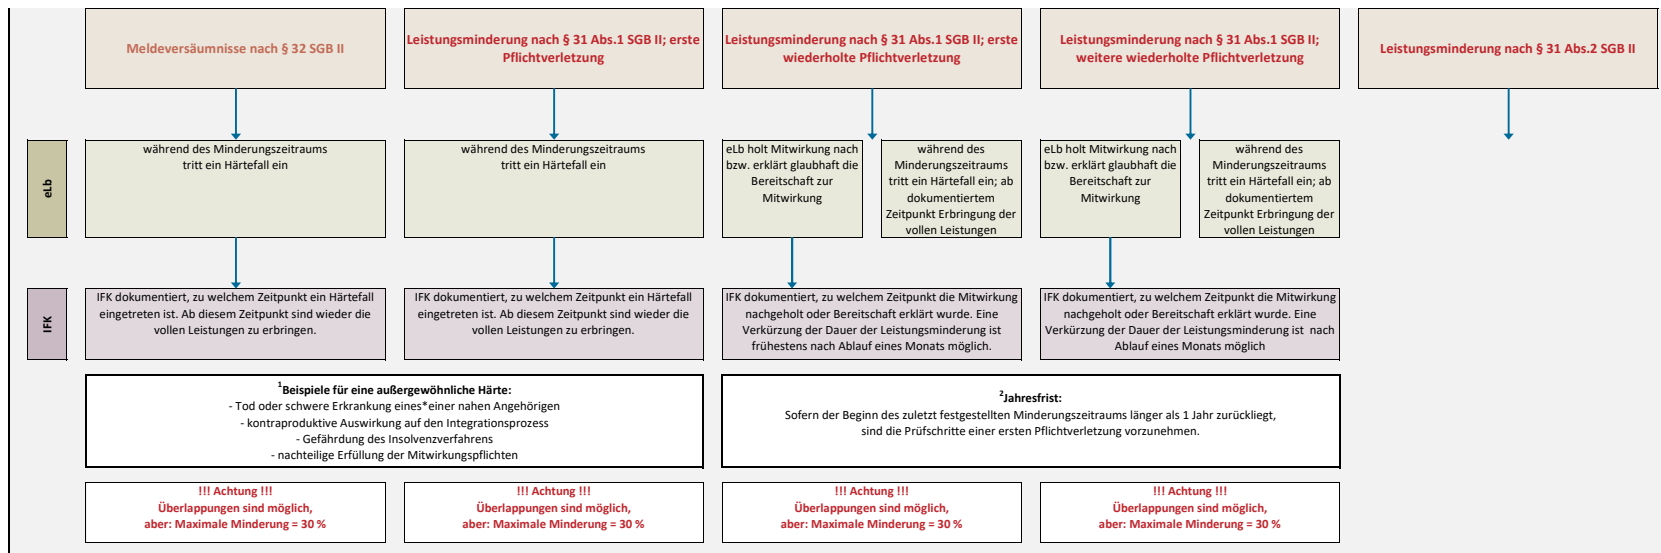 Meldeversäumnisse nach § 32 SGB II
Leistungsminderung nach § 31 Abs.1 SGB II; erste
Pflichtverletzung
Leistungsminderung nach § 31 Abs.1 SGB II; erste
wiederholte Pflichtverletzung
Leistungsminderung nach § 31 Abs.1 SGB II;
weitere wiederholte Pflichtverletzung
Leistungsminderung nach § 31 Abs.2 SGB II
eLb
während des Minderungszeitraums
tritt ein Härtefall ein
während des Minderungszeitraums
tritt ein Härtefall ein
eLb holt Mitwirkung nach
bzw. erklärt glaubhaft die
Bereitschaft zur
Mitwirkung
während des
Minderungszeitraums
tritt ein Härtefall ein; ab
dokumentiertem
Zeitpunkt Erbringung der
vollen Leistungen
eLb holt Mitwirkung nach
bzw. erklärt glaubhaft die
Bereitschaft zur
Mitwirkung
während des
Minderungszeitraums
tritt ein Härtefall ein; ab
dokumentiertem
Zeitpunkt Erbringung der
vollen Leistungen
IFK
IFK dokumentiert, zu welchem Zeitpunkt ein Härtefall
eingetreten ist. Ab diesem Zeitpunkt sind wieder die
vollen Leistungen zu erbringen.
IFK dokumentiert, zu welchem Zeitpunkt ein Härtefall
eingetreten ist. Ab diesem Zeitpunkt sind wieder die
vollen Leistungen zu erbringen.
IFK dokumentiert, zu welchem Zeitpunkt die Mitwirkung
nachgeholt oder Bereitschaft erklärt wurde. Eine
Verkürzung der Dauer der Leistungsminderung ist
frühestens nach Ablauf eines Monats möglich.
IFK dokumentiert, zu welchem Zeitpunkt die Mitwirkung
nachgeholt oder Bereitschaft erklärt wurde. Eine
Verkürzung der Dauer der Leistungsminderung ist nach
Ablauf eines Monats möglich
¹Beispiele für eine außergewöhnliche Härte:
- Tod oder schwere Erkrankung eines*einer nahen Angehörigen
- kontraproduktive Auswirkung auf den Integrationsprozess
- Gefährdung des Insolvenzverfahrens
- nachteilige Erfüllung der Mitwirkungspflichten
²Jahresfrist:
Sofern der Beginn des zuletzt festgestellten Minderungszeitraums länger als 1 Jahr zurückliegt,
sind die Prüfschritte einer ersten Pflichtverletzung vorzunehmen.
!!! Achtung !!!
Überlappungen sind möglich,
aber: Maximale Minderung = 30 %
!!! Achtung !!!
Überlappungen sind möglich,
aber: Maximale Minderung = 30 %
!!! Achtung !!!
Überlappungen sind möglich,
aber: Maximale Minderung = 30 %
!!! Achtung !!!
Überlappungen sind möglich,
aber: Maximale Minderung = 30 %